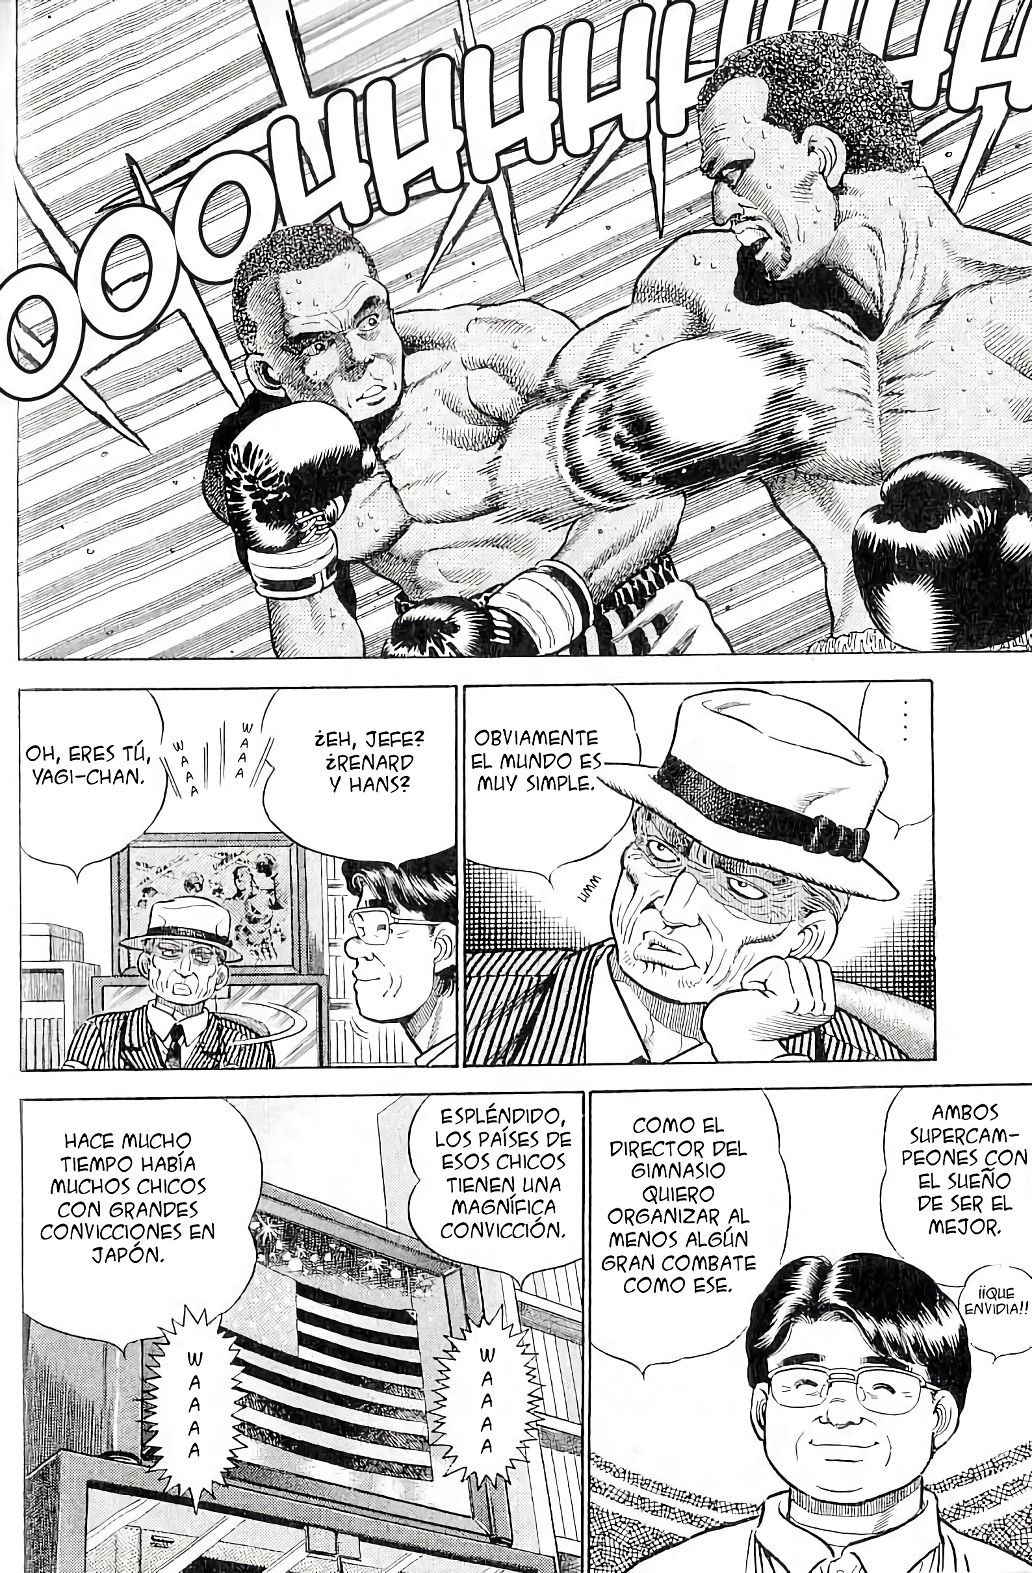 OOOHHHHHHHHH
...
OBVIAMENTE
EL MUNDO ES
MUY SIMPLE.
UMM
¿EH, JEFE?
¿RENARD
Y HANS?
WAAA
WAAA
OH, ERES TÚ,
YAGI-CHAN.
AMBOS
SUPERCAM-
PEONES CON
EL SUEÑO
DE SER EL
MEJOR.
¡¡QUE
ENVIDIA!!
COMO EL
DIRECTOR DEL
GIMNASIO
QUIERO
ORGANIZAR AL
MENOS ALGÚN
GRAN COMBATE
COMO ESE.
ESPLÉNDIDO,
LOS PAÍSES DE
ESOS CHICOS
TIENEN UNA
MAGNÍFICA
CONVICCIÓN.
WAAAA
HACE MUCHO
TIEMPO HABÍA
MUCHOS CHICOS
CON GRANDES
CONVICCIONES EN
JAPÓN.
WAAAA